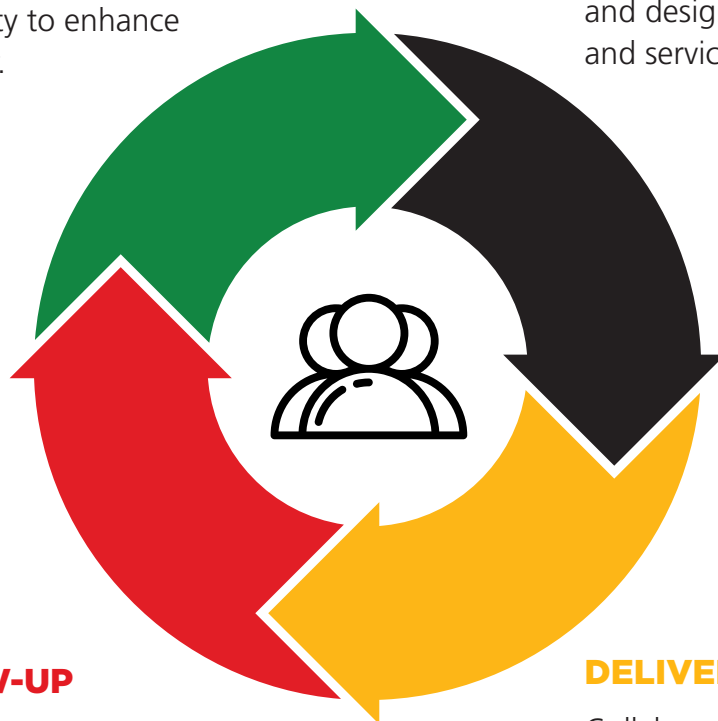 ty to enhance
.
and desig
and servic
V-UP
DELIVE